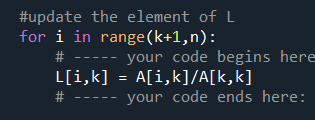 #update the element of L
for i in range(k+1,n):
    # ----- your code begins here
    L[i,k] = A[i,k]/A[k,k]
    # ----- your code ends here: